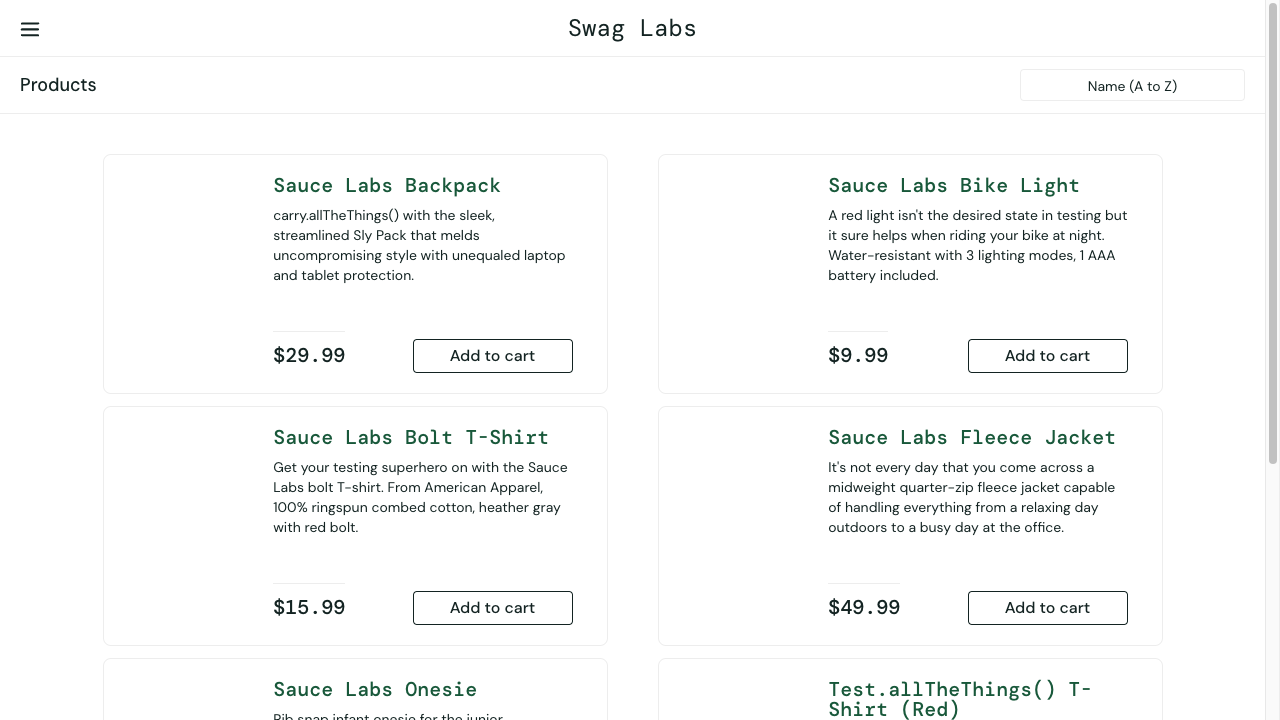 Swag Labs
Products
Name (A to Z)
Sauce Labs Backpack
carry.allTheThings() with the sleek,
streamlined Sly Pack that melds
uncompromising style with unequaled laptop
and tablet protection.
$29.99
Add to cart
Sauce Labs Bike Light
A red light isn't the desired state in testing but
it sure helps when riding your bike at night.
Water-resistant with 3 lighting modes, 1 AAA
battery included.
$9.99
Add to cart
Sauce Labs Bolt T-Shirt
Get your testing superhero on with the Sauce
Labs bolt T-shirt. From American Apparel,
100% ringspun combed cotton, heather gray
with red bolt.
$15.99
Add to cart
Sauce Labs Fleece Jacket
It's not every day that you come across a
midweight quarter-zip fleece jacket capable
of handling everything from a relaxing day
outdoors to a busy day at the office.
$49.99
Add to cart
Sauce Labs Onesie
Rib snap infant onesie for the junior
Test.allTheThings() T-
Shirt (Red)